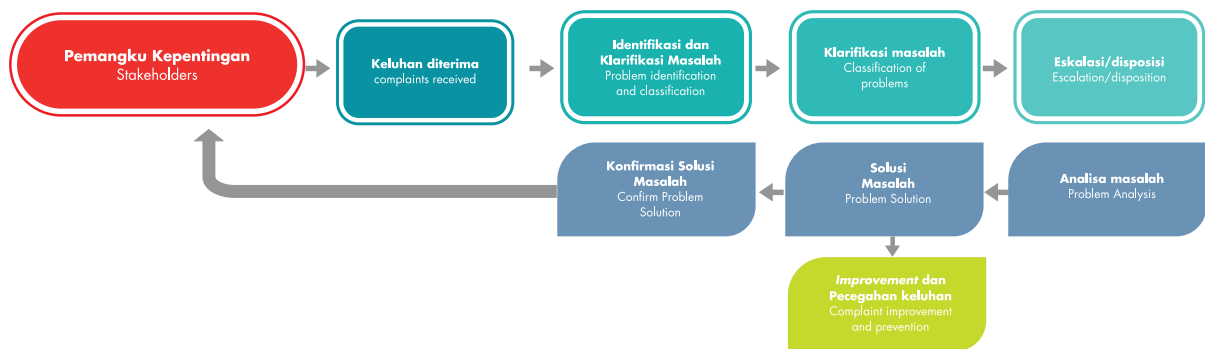 Pemangku Kepentingan
Stakeholders
Keluhan diterima
complaints received
Identifikasi dan
Klarifikasi Masalah
Problem identification
and classification
Klarifikasi masalah
Classification of
problems
Eskalasi/disposisi
Escalation/disposition
Konfirmasi Solusi
Masalah
Confirm Problem
Solution
Solusi
Masalah
Problem Solution
Analisa masalah
Problem Analysis
Improvement dan
Pecegahan keluhan
Complaint improvement
and prevention